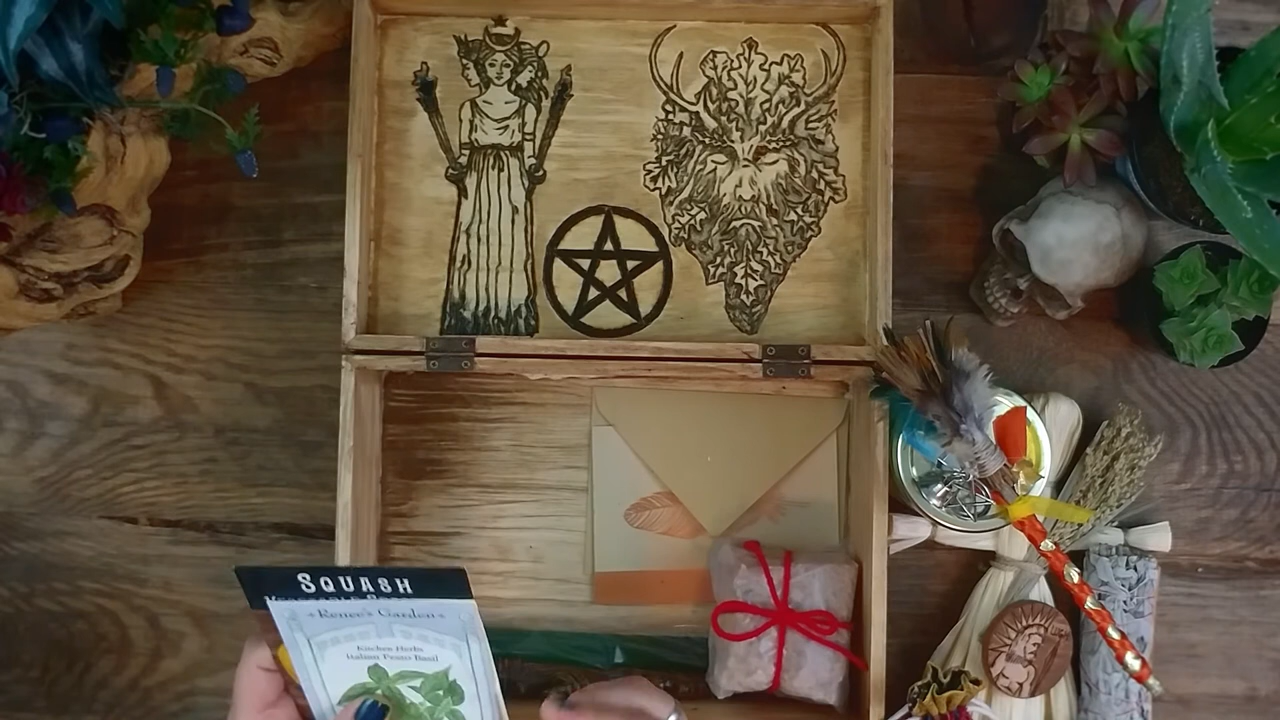 SQUASH
Renee's Garden
Kitchen Herbs
Italian Pesto Basil